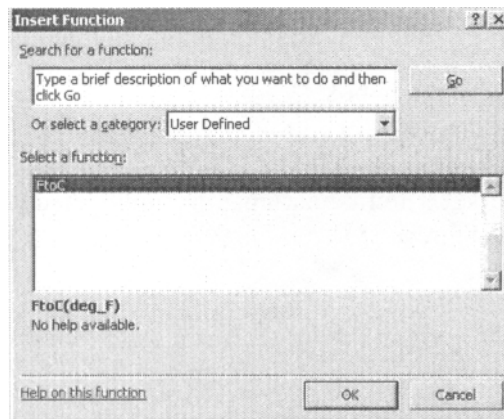 Insert Function
? x
Search for a function:
Type a brief description of what you want to do and then
click Go
Go
Or select a category: User Defined
Select a function:
FtoC
FtoC(deg_F)
No help available.
Help on this function
OK
Cancel